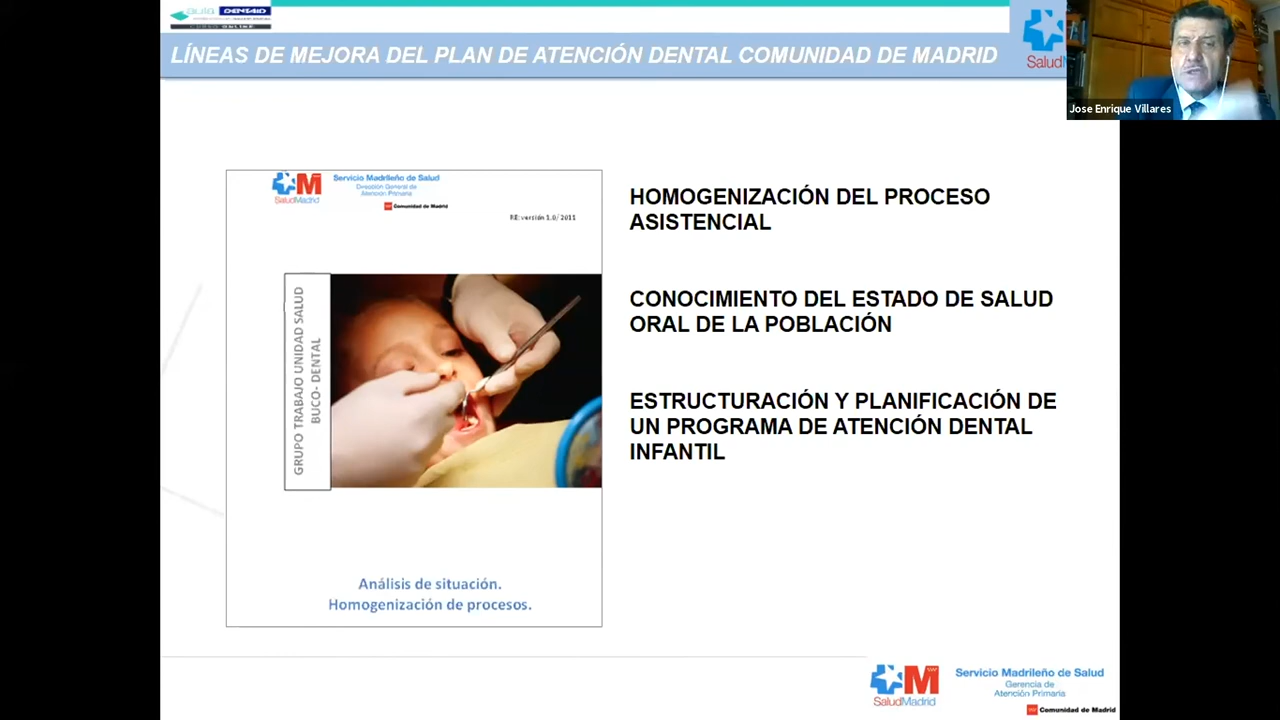 aula DENTAID
CURSO ONLINE
LÍNEAS DE MEJORA DEL PLAN DE ATENCIÓN DENTAL COMUNIDAD DE MADRID
Jose Enrique Villares
SaludMadrid
Servicio Madrileño de Salud
Dirección General de
Atención Primaria
Comunidad de Madrid
RE: versión 1.0/ 2011
GRUPO TRABAJO UNIDAD SALUD
BUCO- DENTAL
Análisis de situación.
Homogenización de procesos.
HOMOGENIZACIÓN DEL PROCESO
ASISTENCIAL
CONOCIMIENTO DEL ESTADO DE SALUD
ORAL DE LA POBLACIÓN
ESTRUCTURACIÓN Y PLANIFICACIÓN DE
UN PROGRAMA DE ATENCIÓN DENTAL
INFANTIL
SaludMadrid
Servicio Madrileño de Salud
Gerencia de
Atención Primaria
Comunidad de Madrid